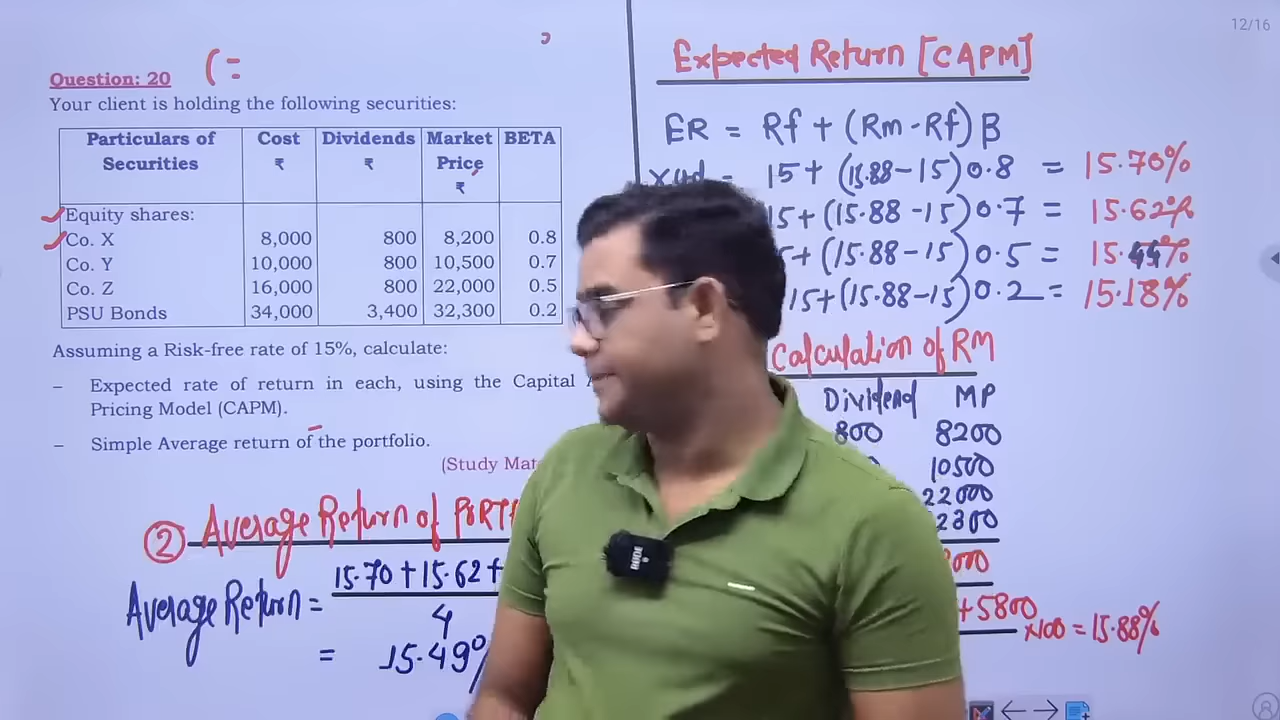 12/16
Question: 20 (=
Your client is holding the following securities:
Particulars of Securities Cost ₹ Dividends ₹ Market Price ₹ BETA
Equity shares:
Co. X 8,000 800 8,200 0.8
Co. Y 10,000 800 10,500 0.7
Co. Z 16,000 800 22,000 0.5
PSU Bonds 34,000 3,400 32,300 0.2
Assuming a Risk-free rate of 15%, calculate:
– Expected rate of return in each, using the Capital
Pricing Model (CAPM).
– Simple Average return of the portfolio.
(Study
② Average Return of
Average Return = 15.70 + 15.62 +
4
= 15.49%
Expected Return [CAPM]
ER = Rf + (Rm - Rf) β
15 + (15.88 - 15) 0.8 = 15.70%
15 + (15.88 - 15) 0.7 = 15.62%
+ (15.88 - 15) 0.5 = 15.44%
15 + (15.88 - 15) 0.2 = 15.18%
Calculation of RM
Dividend MP
800 8200
10500
22000
+5800
x100 = 15.88%
RODE